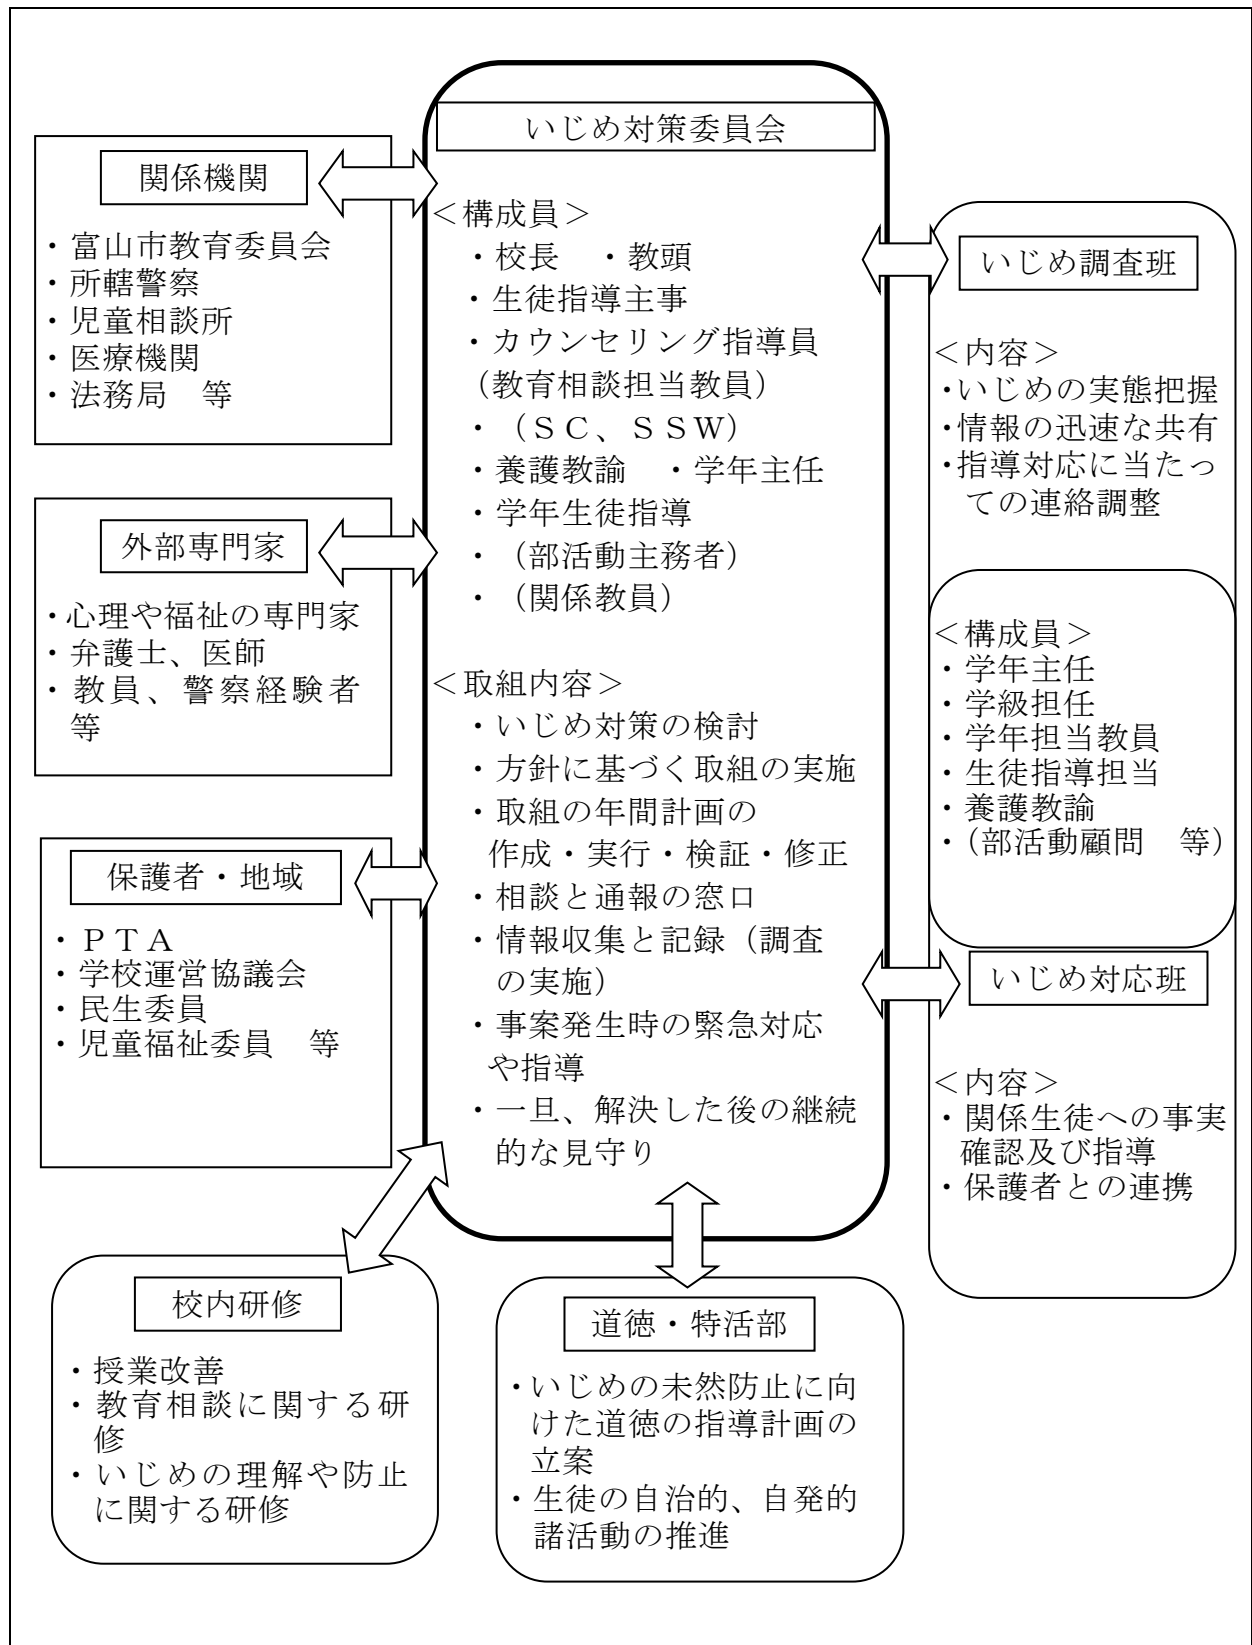 いじめ対策委員会
＜構成員＞
・校長　・教頭
・生徒指導主事
・カウンセリング指導員
（教育相談担当教員）
・（ＳＣ、ＳＳＷ）
・養護教諭　・学年主任
・学年生徒指導
・（部活動主務者）
・（関係教員）
＜取組内容＞
・いじめ対策の検討
・方針に基づく取組の実施
・取組の年間計画の
作成・実行・検証・修正
・相談と通報の窓口
・情報収集と記録（調査
の実施）
・事案発生時の緊急対応
や指導
・一旦、解決した後の継続
的な見守り
関係機関
・富山市教育委員会
・所轄警察
・児童相談所
・医療機関
・法務局　等
外部専門家
・心理や福祉の専門家
・弁護士、医師
・教員、警察経験者
等
保護者・地域
・ＰＴＡ
・学校運営協議会
・民生委員
・児童福祉委員　等
いじめ調査班
＜内容＞
・いじめの実態把握
・情報の迅速な共有
・指導対応に当たっ
ての連絡調整
＜構成員＞
・学年主任
・学級担任
・学年担当教員
・生徒指導担当
・養護教諭
・（部活動顧問　等）
いじめ対応班
＜内容＞
・関係生徒への事実
確認及び指導
・保護者との連携
校内研修
・授業改善
・教育相談に関する研
修
・いじめの理解や防止
に関する研修
道徳・特活部
・いじめの未然防止に向
けた道徳の指導計画の
立案
・生徒の自治的、自発的
諸活動の推進